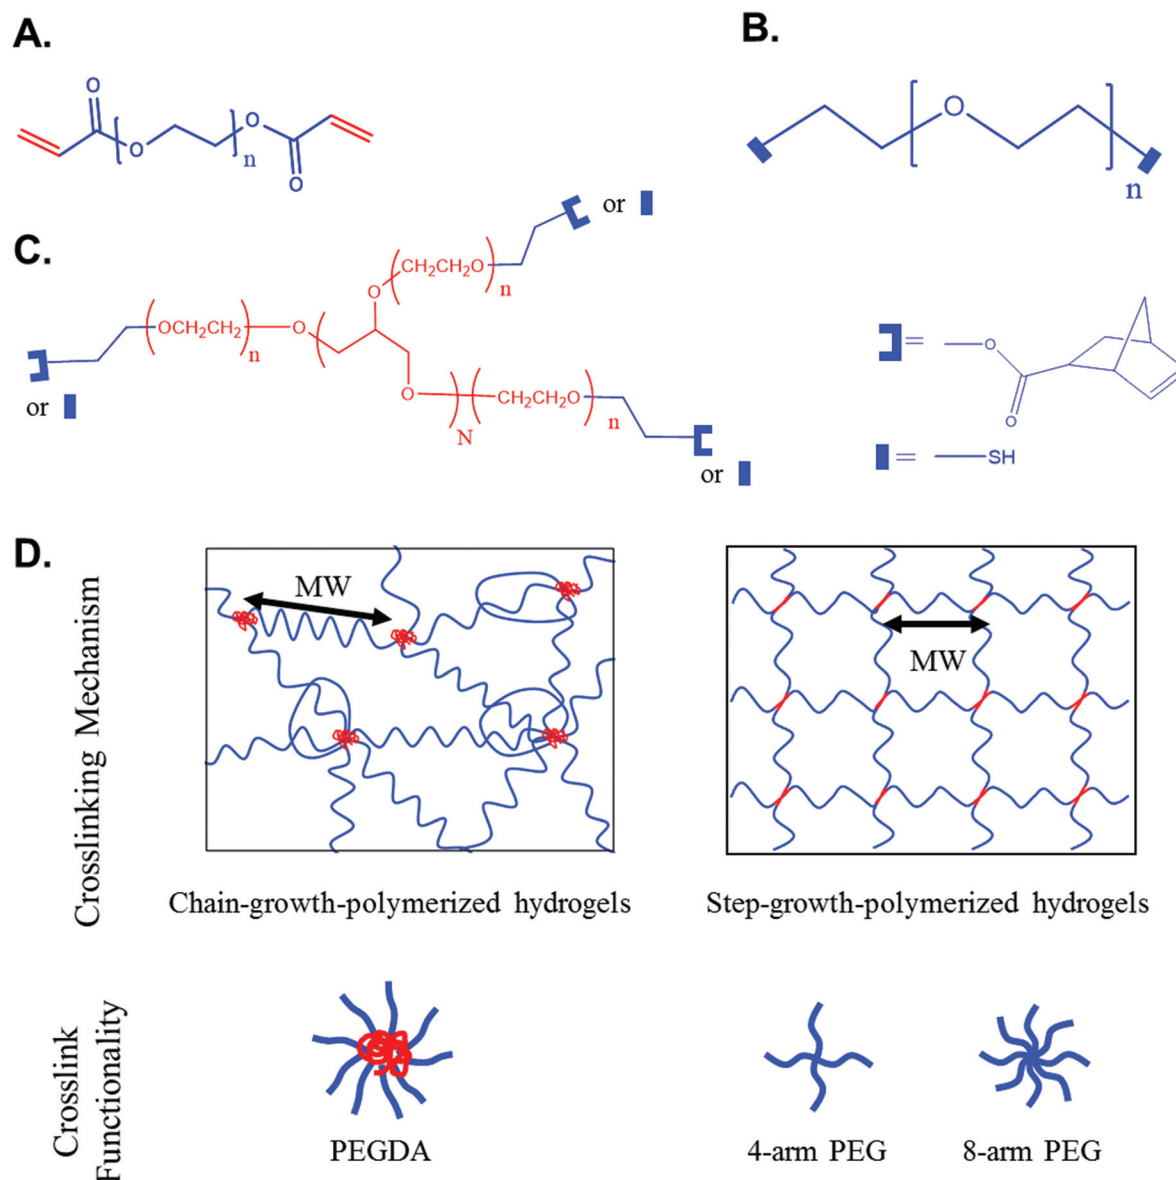 A.
B.
O
O
O
O
n
O
n
C.
or
O
(CH₂CH₂O)
n
(OCH₂CH₂)
n
O
O
(CH₂CH₂O)
n
N
or
or
= O
O
= SH
D.
Crosslinking Mechanism
MW
MW
Chain-growth-polymerized hydrogels
Step-growth-polymerized hydrogels
Crosslink
Functionality
PEGDA
4-arm PEG
8-arm PEG